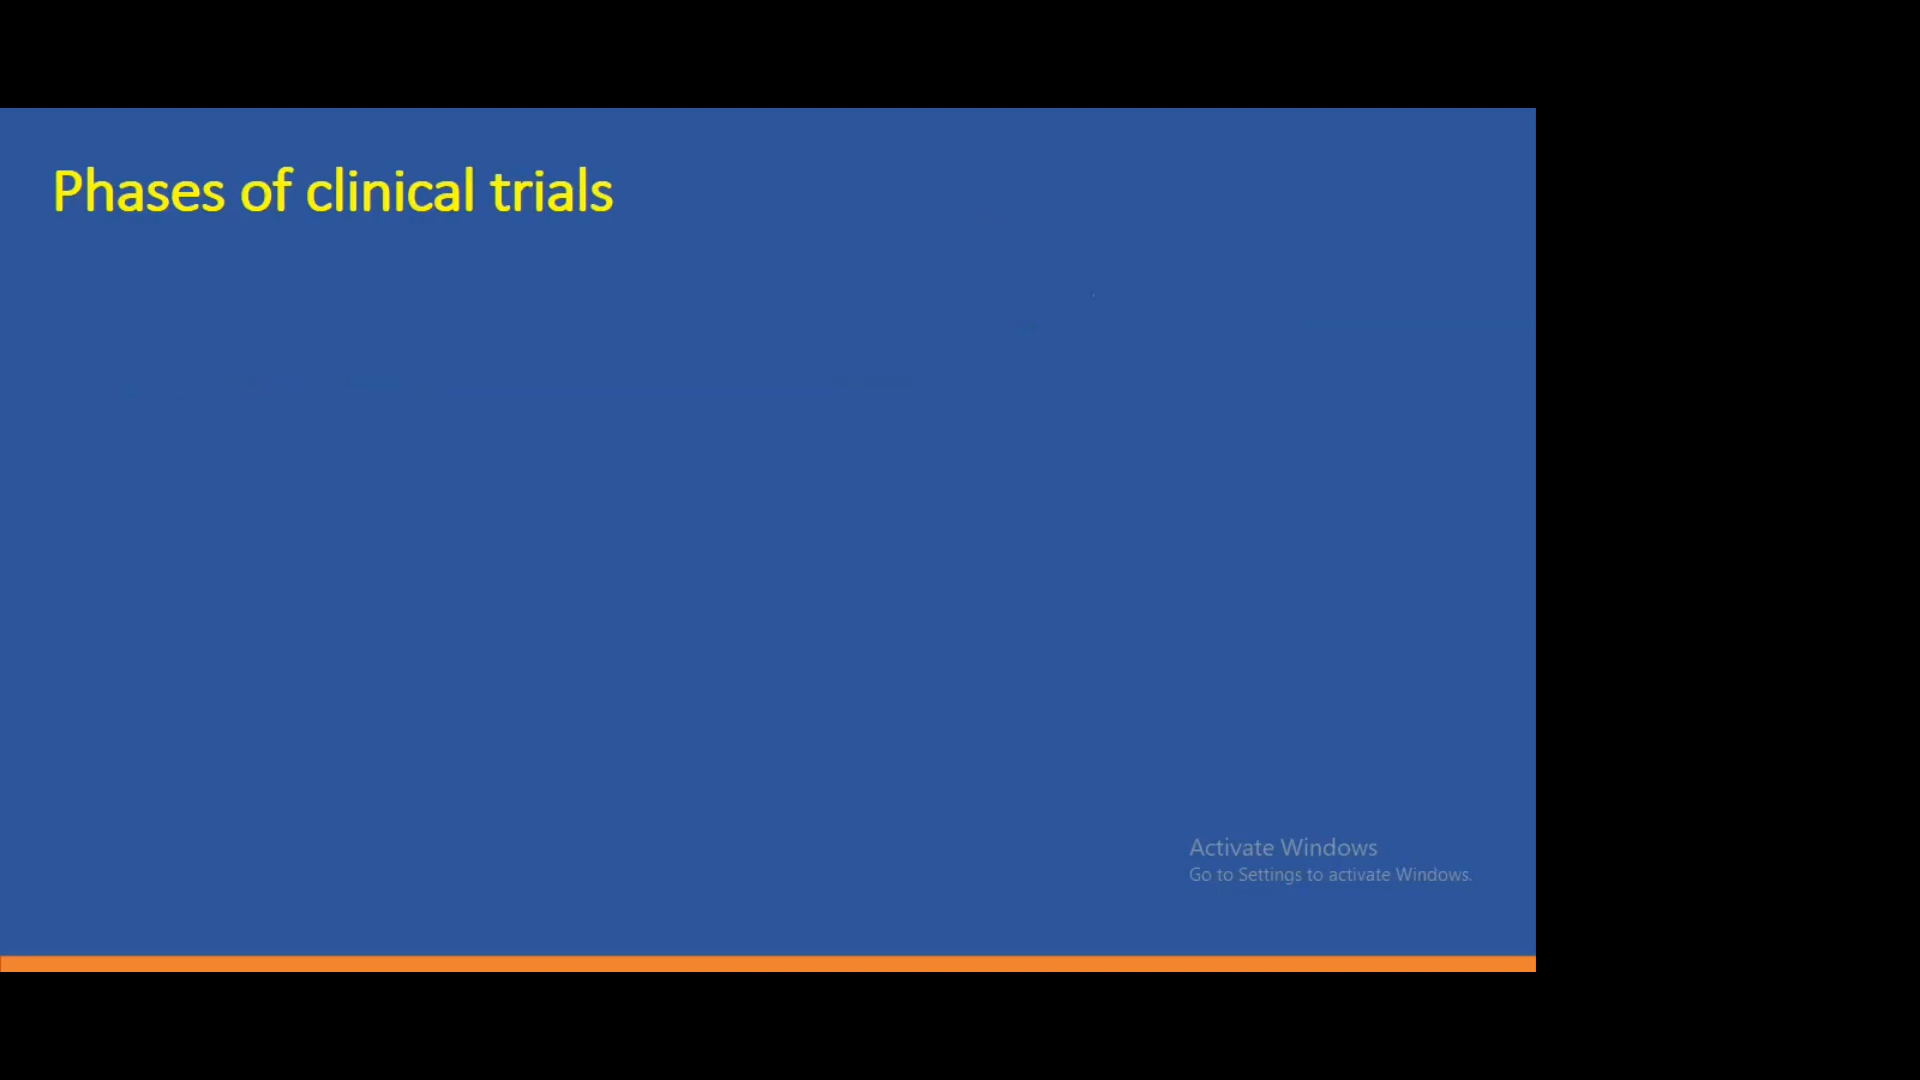 Phases of clinical trials
Activate Windows
Go to Settings to activate Windows.